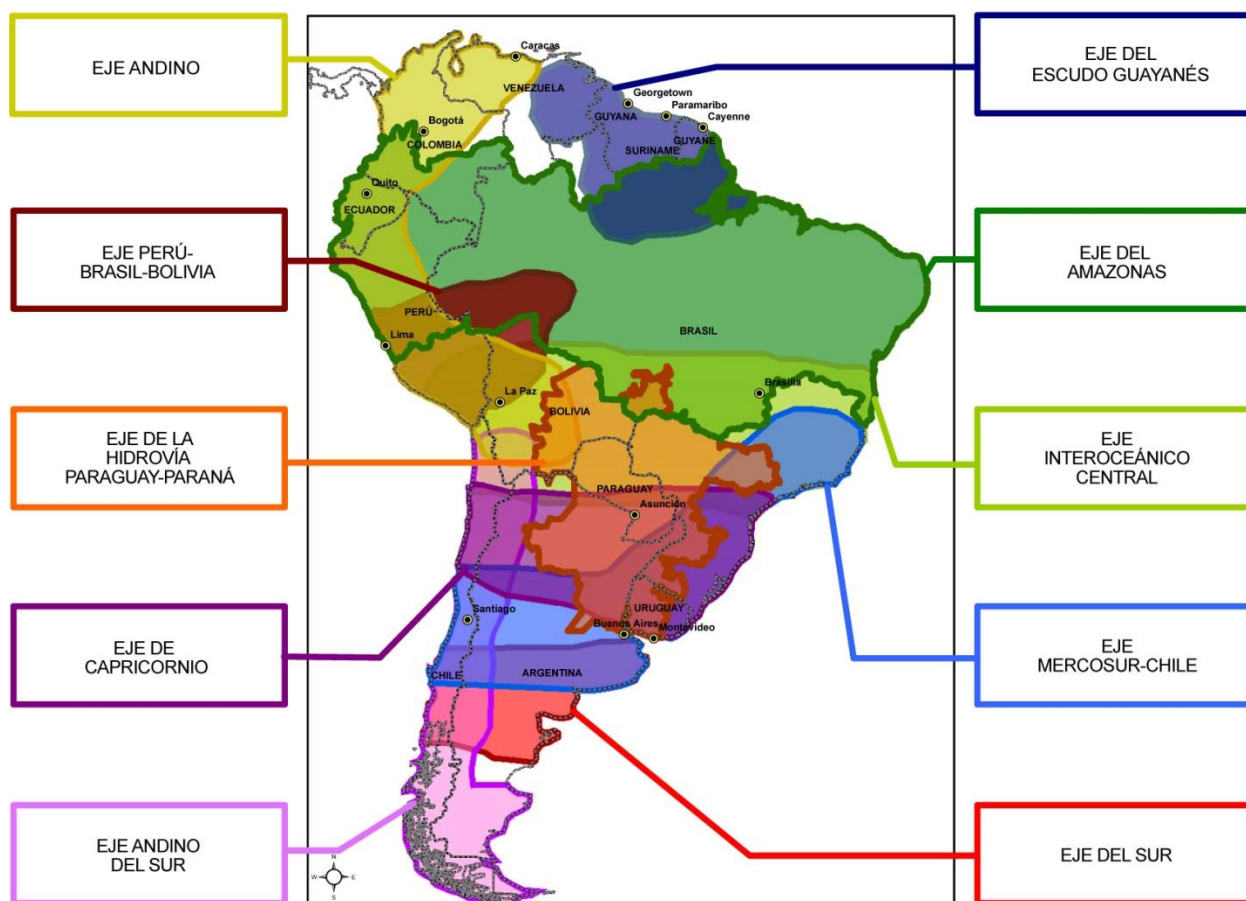 EJE ANDINO
EJE PERÚ-
BRASIL-BOLIVIA
EJE DE LA
HIDROVÍA
PARAGUAY-PARANÁ
EJE DE
CAPRICORNIO
EJE ANDINO
DEL SUR
Caracas
VENEZUELA
Georgetown
GUYANA
Paramaribo
Cayenne
SURINAME
GUYANE
Bogotá
COLOMBIA
Quito
ECUADOR
PERÚ
Lima
BRASIL
La Paz
Brasilia
BOLIVIA
PARAGUAY
Asunción
Santiago
URUGUAY
Buenos Aires
Montevideo
CHILE
ARGENTINA
N
W
E
S
EJE DEL
ESCUDO GUAYANÉS
EJE DEL
AMAZONAS
EJE
INTEROCEÁNICO
CENTRAL
EJE
MERCOSUR-CHILE
EJE DEL SUR